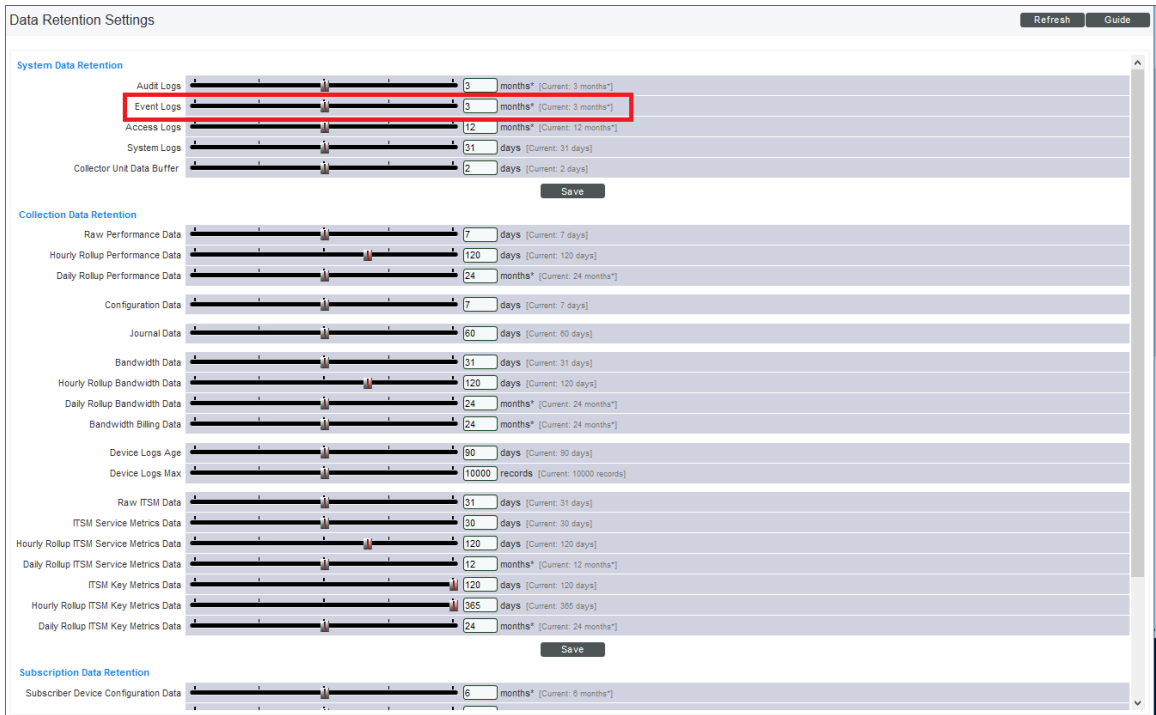 Data Retention Settings Refresh Guide
System Data Retention
Audit Logs 3 months* [Current: 3 months*]
Event Logs 3 months* [Current: 3 months*]
Access Logs 12 months* [Current: 12 months*]
System Logs 31 days [Current: 31 days]
Collector Unit Data Buffer 2 days [Current: 2 days]
Save
Collection Data Retention
Raw Performance Data 7 days [Current: 7 days]
Hourly Rollup Performance Data 120 days [Current: 120 days]
Daily Rollup Performance Data 24 months* [Current: 24 months*]
Configuration Data 7 days [Current: 7 days]
Journal Data 60 days [Current: 60 days]
Bandwidth Data 31 days [Current: 31 days]
Hourly Rollup Bandwidth Data 120 days [Current: 120 days]
Daily Rollup Bandwidth Data 24 months* [Current: 24 months*]
Bandwidth Billing Data 24 months* [Current: 24 months*]
Device Logs Age 90 days [Current: 90 days]
Device Logs Max 10000 records [Current: 10000 records]
Raw ITSM Data 31 days [Current: 31 days]
ITSM Service Metrics Data 30 days [Current: 30 days]
Hourly Rollup ITSM Service Metrics Data 120 days [Current: 120 days]
Daily Rollup ITSM Service Metrics Data 12 months* [Current: 12 months*]
ITSM Key Metrics Data 120 days [Current: 120 days]
Hourly Rollup ITSM Key Metrics Data 365 days [Current: 365 days]
Daily Rollup ITSM Key Metrics Data 24 months* [Current: 24 months*]
Save
Subscription Data Retention
Subscriber Device Configuration Data 6 months* [Current: 6 months*]